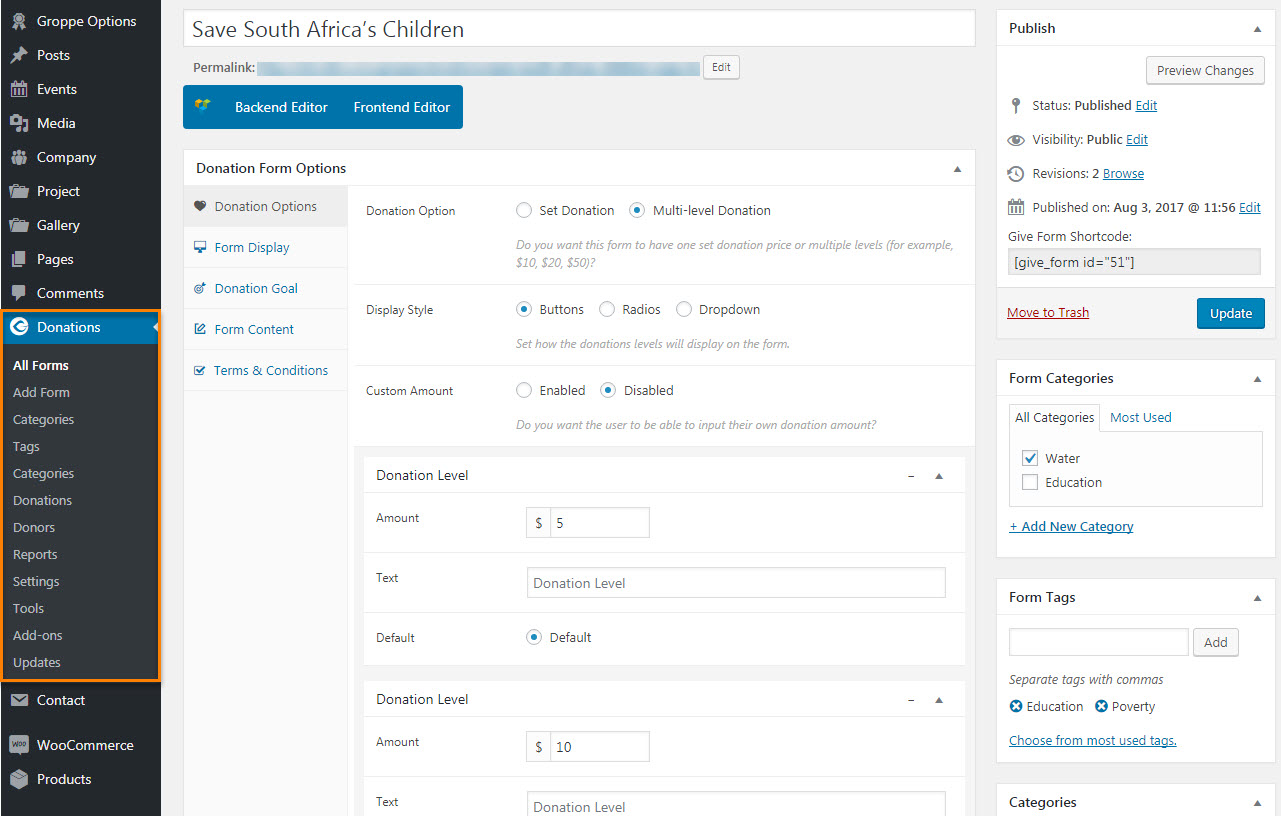 Groppe Options
Posts
Events
Media
Company
Project
Gallery
Pages
Comments
Donations
All Forms
Add Form
Categories
Tags
Categories
Donations
Donors
Reports
Settings
Tools
Add-ons
Updates
Contact
WOO WooCommerce
Products
Save South Africa’s Children
Permalink: Edit
Backend Editor Frontend Editor
Donation Form Options
Donation Options
Form Display
Donation Goal
Form Content
Terms & Conditions
Donation Option Set Donation Multi-level Donation
Do you want this form to have one set donation price or multiple levels (for example,
$10, $20, $50)?
Display Style Buttons Radios Dropdown
Set how the donations levels will display on the form.
Custom Amount Enabled Disabled
Do you want the user to be able to input their own donation amount?
Donation Level
Amount $ 5
Text Donation Level
Default Default
Donation Level
Amount $ 10
Text Donation Level
Publish
Preview Changes
Status: Published Edit
Visibility: Public Edit
Revisions: 2 Browse
Published on: Aug 3, 2017 @ 11:56 Edit
Give Form Shortcode:
[give_form id="51"]
Move to Trash Update
Form Categories
All Categories Most Used
Water
Education
+ Add New Category
Form Tags
Add
Separate tags with commas
Education Poverty
Choose from most used tags.
Categories